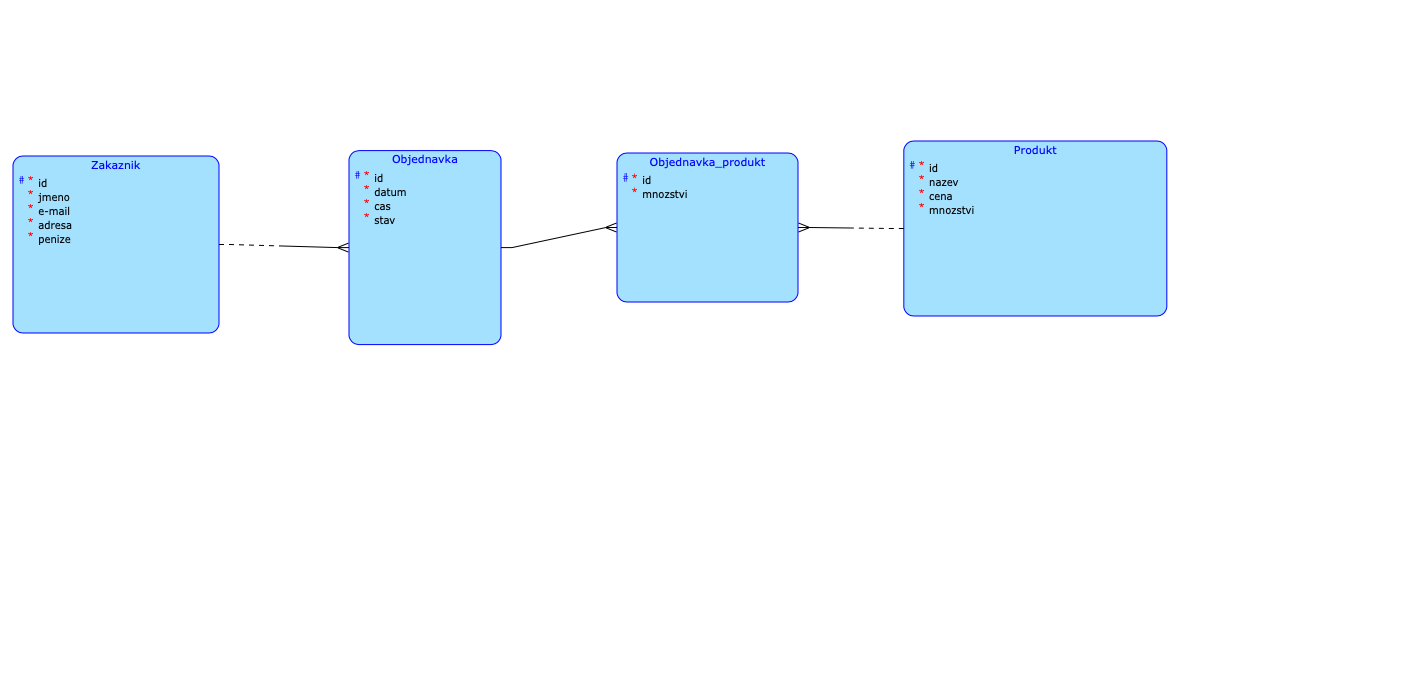 Zakaznik
# * id
* jmeno
* e-mail
* adresa
* penize
Objednavka
# * id
* datum
* cas
* stav
Objednavka_produkt
# * id
* mnozstvi
Produkt
# * id
* nazev
* cena
* mnozstvi